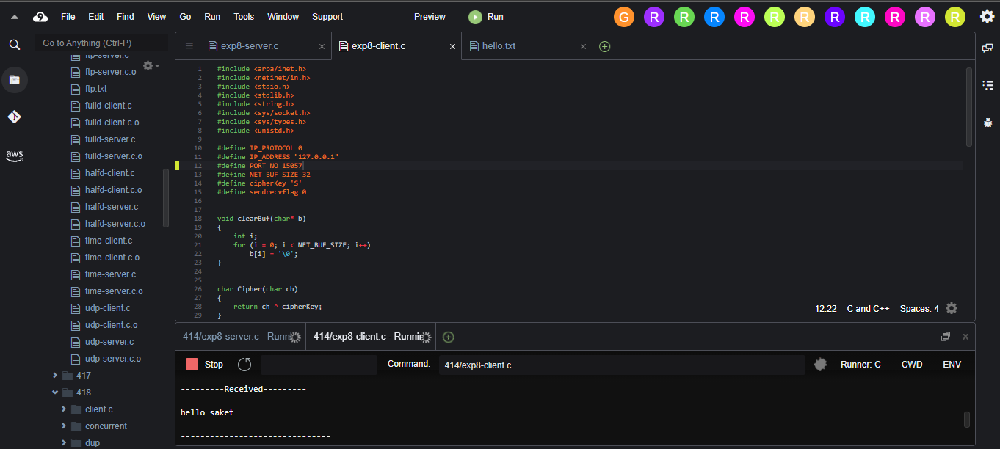 File Edit Find View Go Run Tools Window Support Preview Run G R R R R R R R R R R R
Go to Anything (Ctrl-P)
exp8-server.c exp8-client.c hello.txt
ftp-server.c
ftp-server.c.o
ftp.txt
fulld-client.c
fulld-client.c.o
fulld-server.c
fulld-server.c.o
halfd-client.c
halfd-client.c.o
halfd-server.c
halfd-server.c.o
time-client.c
time-client.c.o
time-server.c
time-server.c.o
udp-client.c
udp-client.c.o
udp-server.c
udp-server.c.o
417
418
client.c
concurrent
dup
aws
1 #include <arpa/inet.h>
2 #include <netinet/in.h>
3 #include <stdio.h>
4 #include <stdlib.h>
5 #include <string.h>
6 #include <sys/socket.h>
7 #include <sys/types.h>
8 #include <unistd.h>
9
10 #define IP_PROTOCOL 0
11 #define IP_ADDRESS "127.0.0.1"
12 #define PORT_NO 15057
13 #define NET_BUF_SIZE 32
14 #define cipherKey 'S'
15 #define sendrecvflag 0
16
17
18 void clearBuf(char* b)
19 {
20 int i;
21 for (i = 0; i < NET_BUF_SIZE; i++)
22 b[i] = '\0';
23 }
24
25
26 char Cipher(char ch)
27 {
28 return ch ^ cipherKey;
29 }
12:22 C and C++ Spaces: 4
414/exp8-server.c - Runn 414/exp8-client.c - Runnin
Stop Command: 414/exp8-client.c Runner: C CWD ENV
---------Received---------
hello saket
-------------------------------